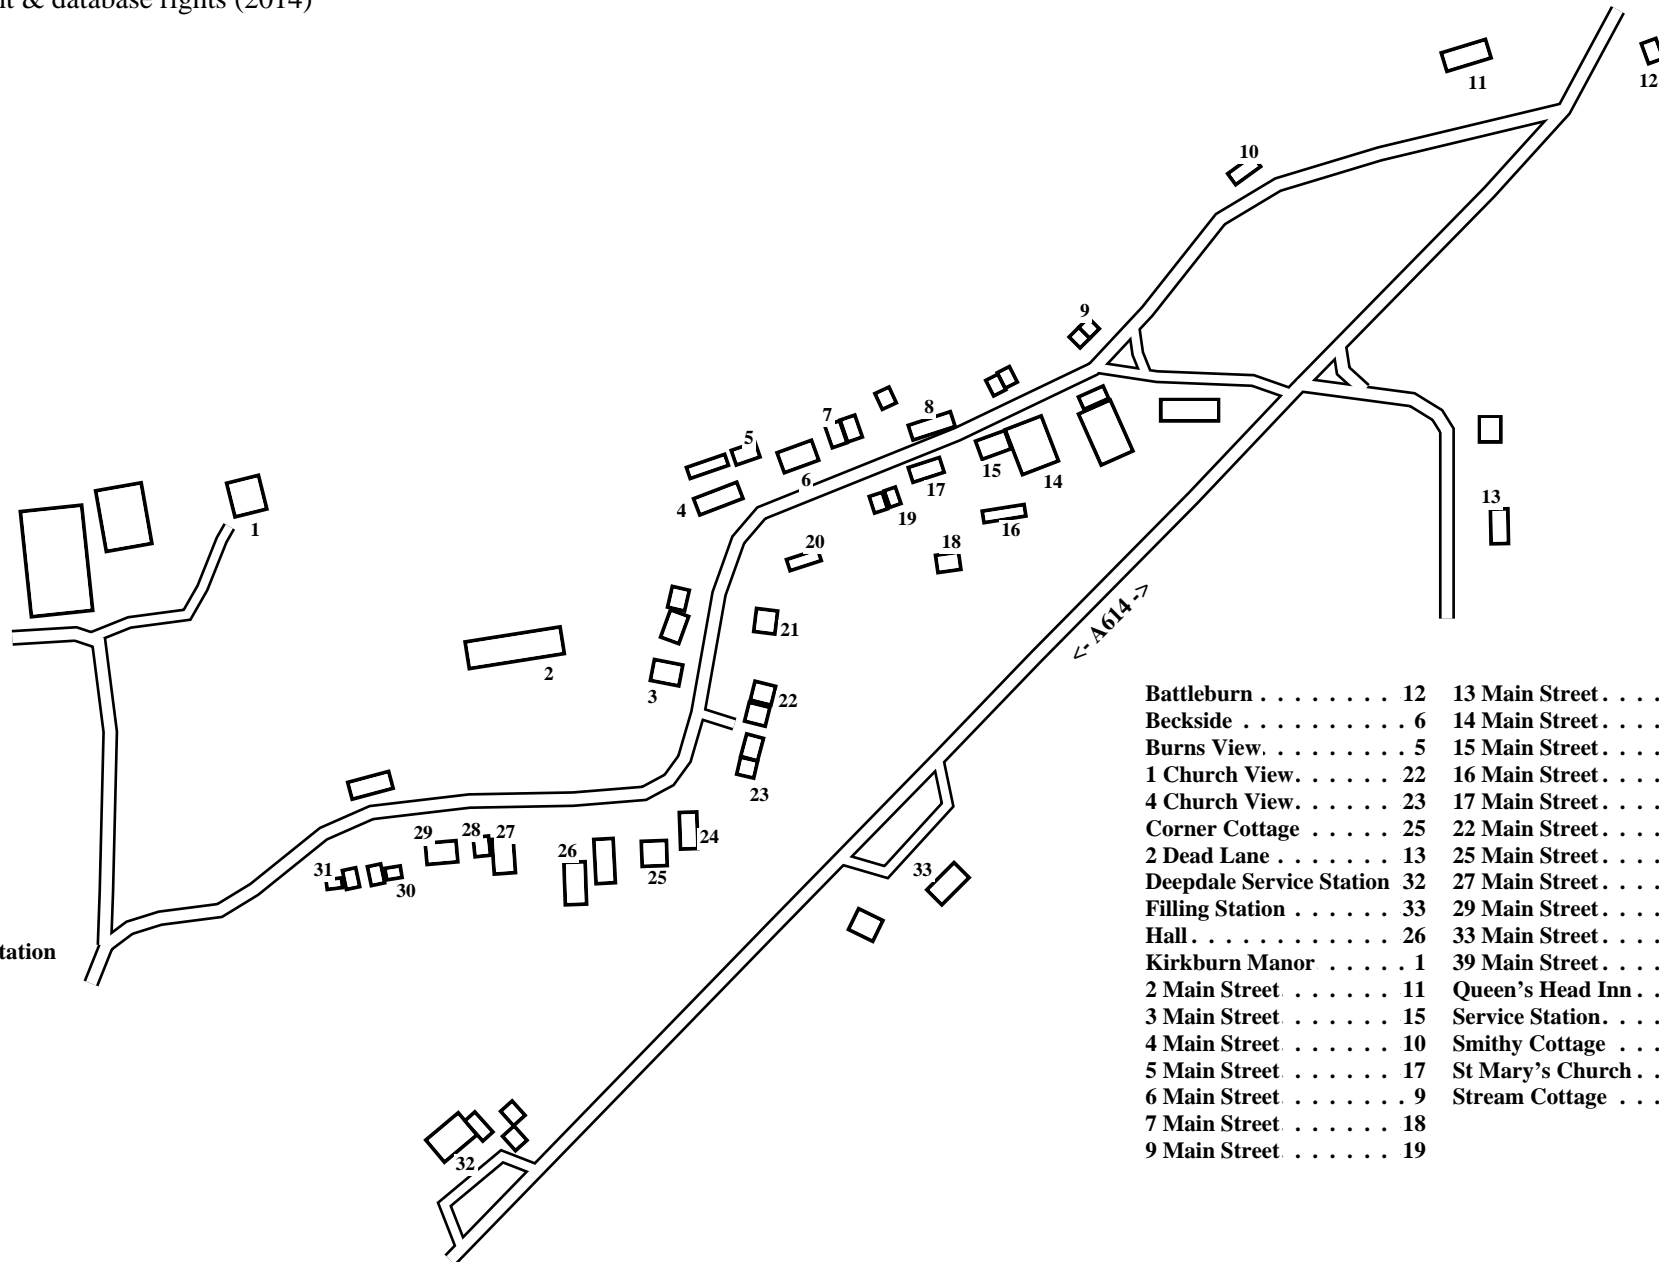 t & database rights (2014)
11
12
10
9
8
7
5
6
4
15
14
17
19
16
13
1
20
18
21
<- A614 ->
2
3
22
23
24
29
28
27
26
25
31
30
33
32
tation
Battleburn . . . . . . . . 12
Beckside . . . . . . . . . . 6
Burns View. . . . . . . . . 5
1 Church View. . . . . . 22
4 Church View. . . . . . 23
Corner Cottage . . . . . 25
2 Dead Lane . . . . . . . 13
Deepdale Service Station 32
Filling Station . . . . . . 33
Hall. . . . . . . . . . . . 26
Kirkburn Manor . . . . . . 1
2 Main Street. . . . . . . 11
3 Main Street. . . . . . . 15
4 Main Street. . . . . . . 10
5 Main Street. . . . . . . 17
6 Main Street. . . . . . . . 9
7 Main Street. . . . . . . 18
9 Main Street. . . . . . . 19
13 Main Street. . . .
14 Main Street. . . .
15 Main Street. . . .
16 Main Street. . . .
17 Main Street. . . .
22 Main Street. . . .
25 Main Street. . . .
27 Main Street. . . .
29 Main Street. . . .
33 Main Street. . . .
39 Main Street. . . .
Queen's Head Inn . . .
Service Station. . . .
Smithy Cottage . . .
St Mary's Church . . .
Stream Cottage . . .